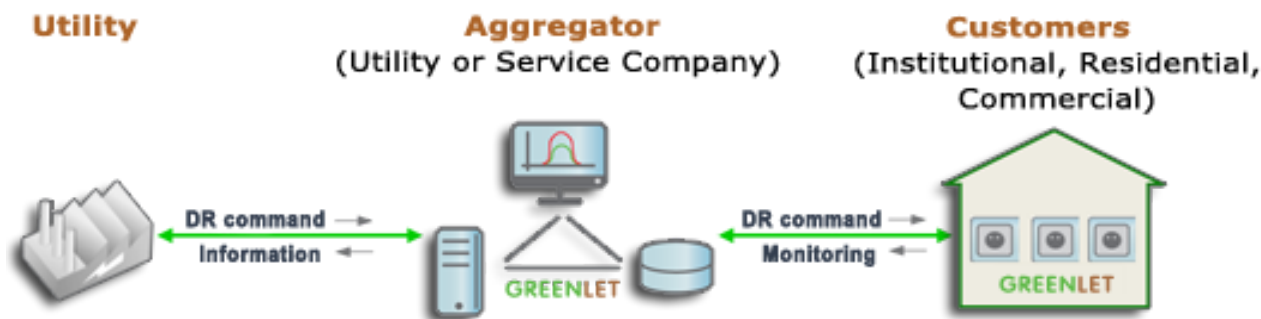 Utility
Aggregator
(Utility or Service Company)
Customers
(Institutional, Residential,
Commercial)
DR command
Information
GREENLET
DR command
Monitoring
GREENLET